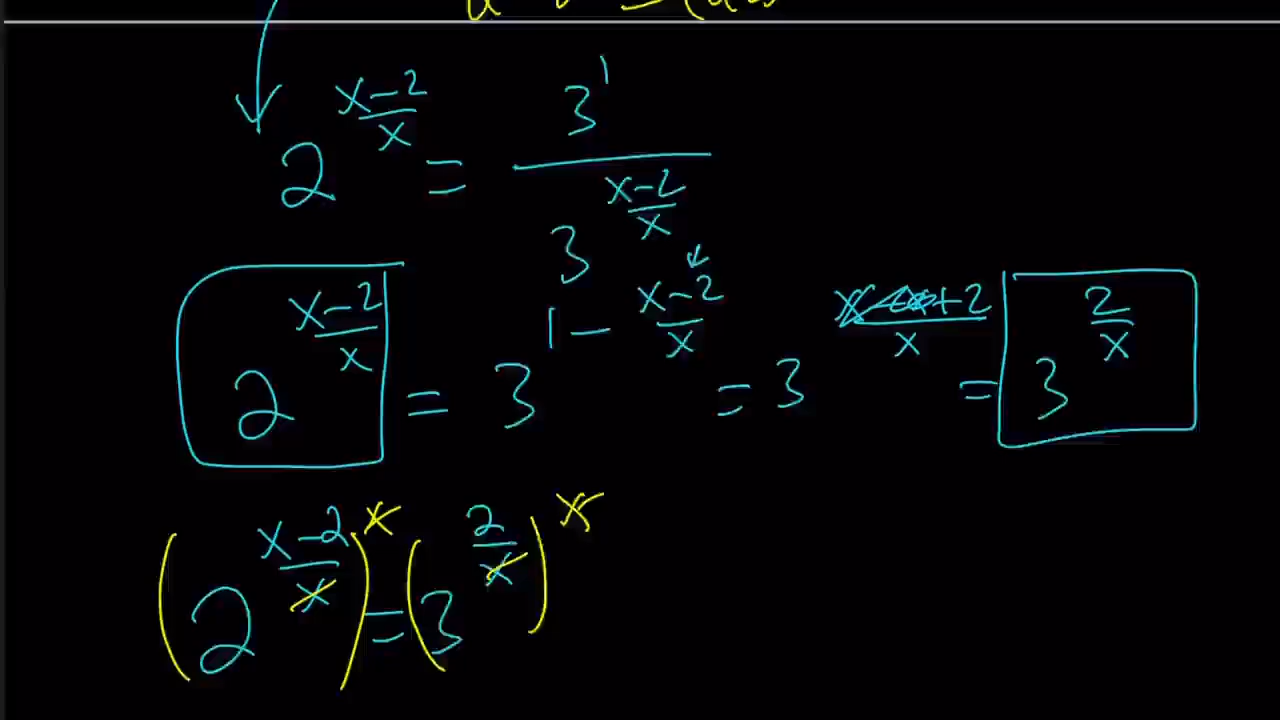 2^((x-2)/x) = 3^1 / 3^((x-2)/x)
2^((x-2)/x) = 3^(1 - (x-2)/x) = 3^((x-x+2)/x) = 3^(2/x)
(2^((x-2)/x))^x = (3^(2/x))^x